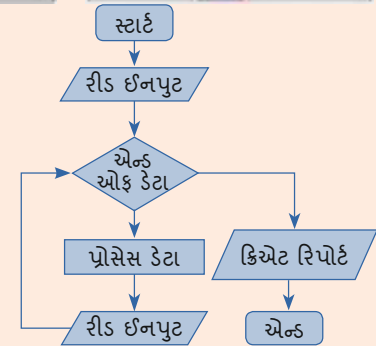 સ્ટાર્ટ
રીડ ઈનપુટ
એન્ડ
ઓફ ડેટા
પ્રોસેસ ડેટા
ક્રિએટ રિપોર્ટ
રીડ ઈનપુટ
એન્ડ